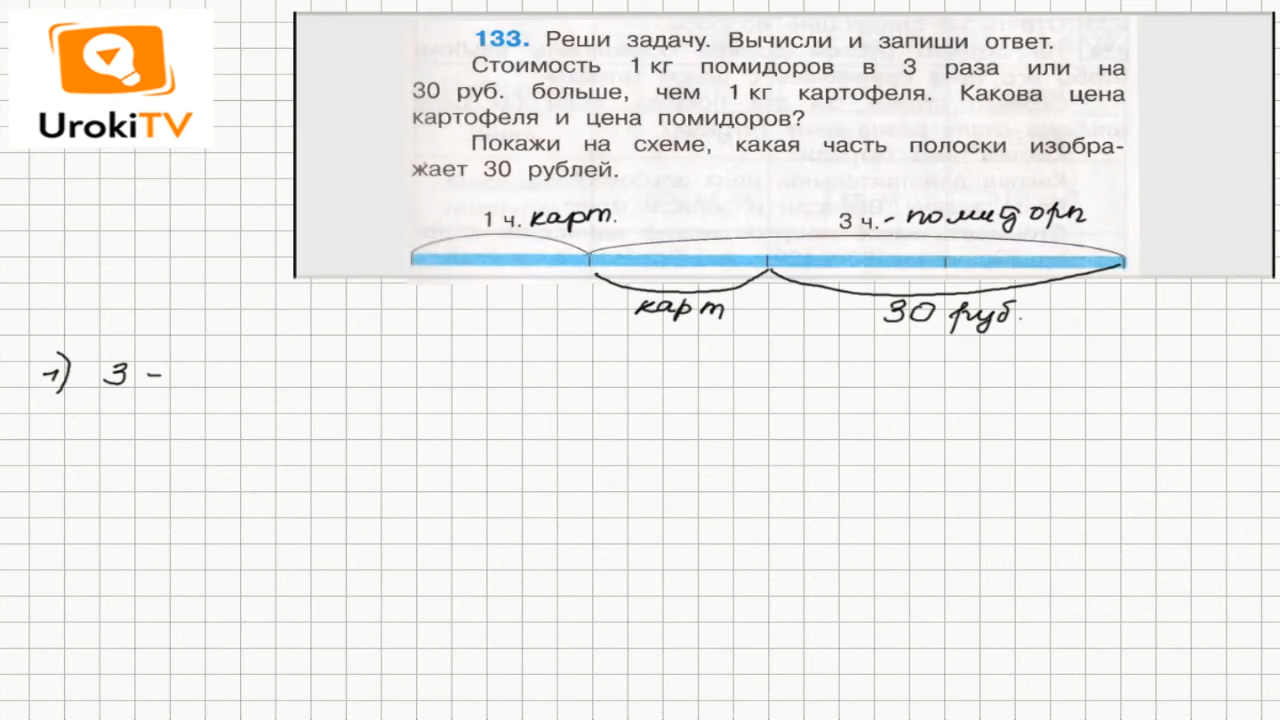 UrokiTV
133. Реши задачу. Вычисли и запиши ответ.
Стоимость 1 кг помидоров в 3 раза или на
30 руб. больше, чем 1 кг картофеля. Какова цена
картофеля и цена помидоров?
Покажи на схеме, какая часть полоски изобра-
жает 30 рублей.
1 ч. карт. 3 ч. - помидоры
карт 30 руб.
1) 3 -